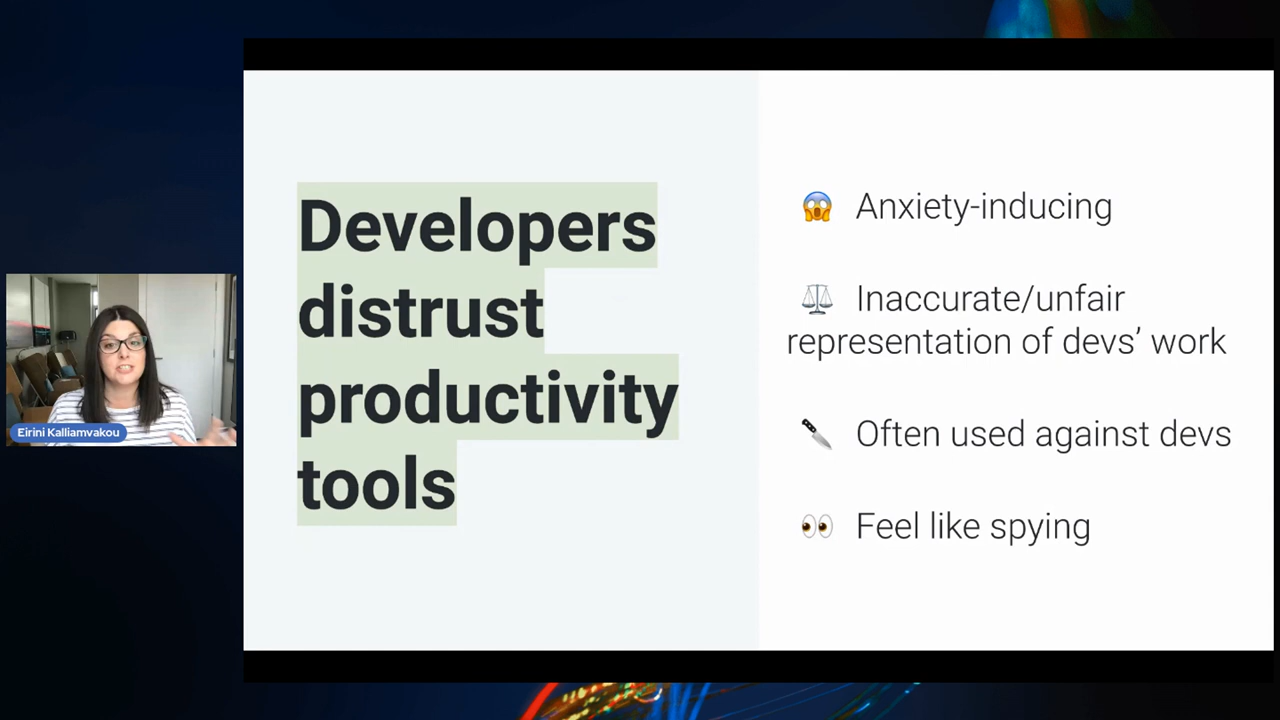 Developers
distrust
productivity
tools
😱 Anxiety-inducing
⚖️ Inaccurate/unfair
representation of devs’ work
🔪 Often used against devs
👀 Feel like spying
Eirini Kalliamvakou